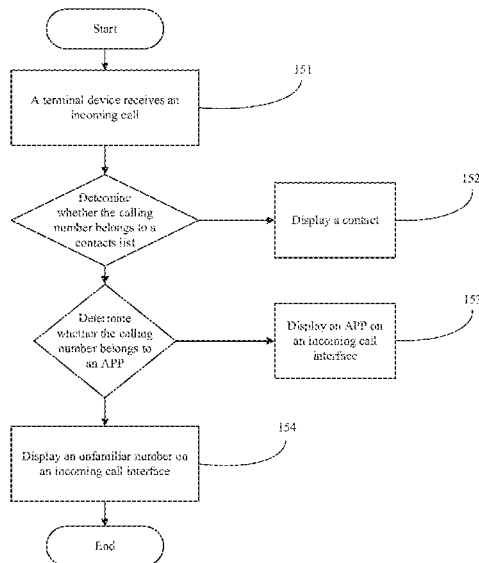 Start
151
A terminal device receives an
incoming call
Determine
whether the calling
number belongs to a
contacts list
152
Display a contact
Determine
whether the calling
number belongs to
an APP
153
Display an APP on
an incoming call
interface
154
Display an unfamiliar number on
an incoming call interface
End